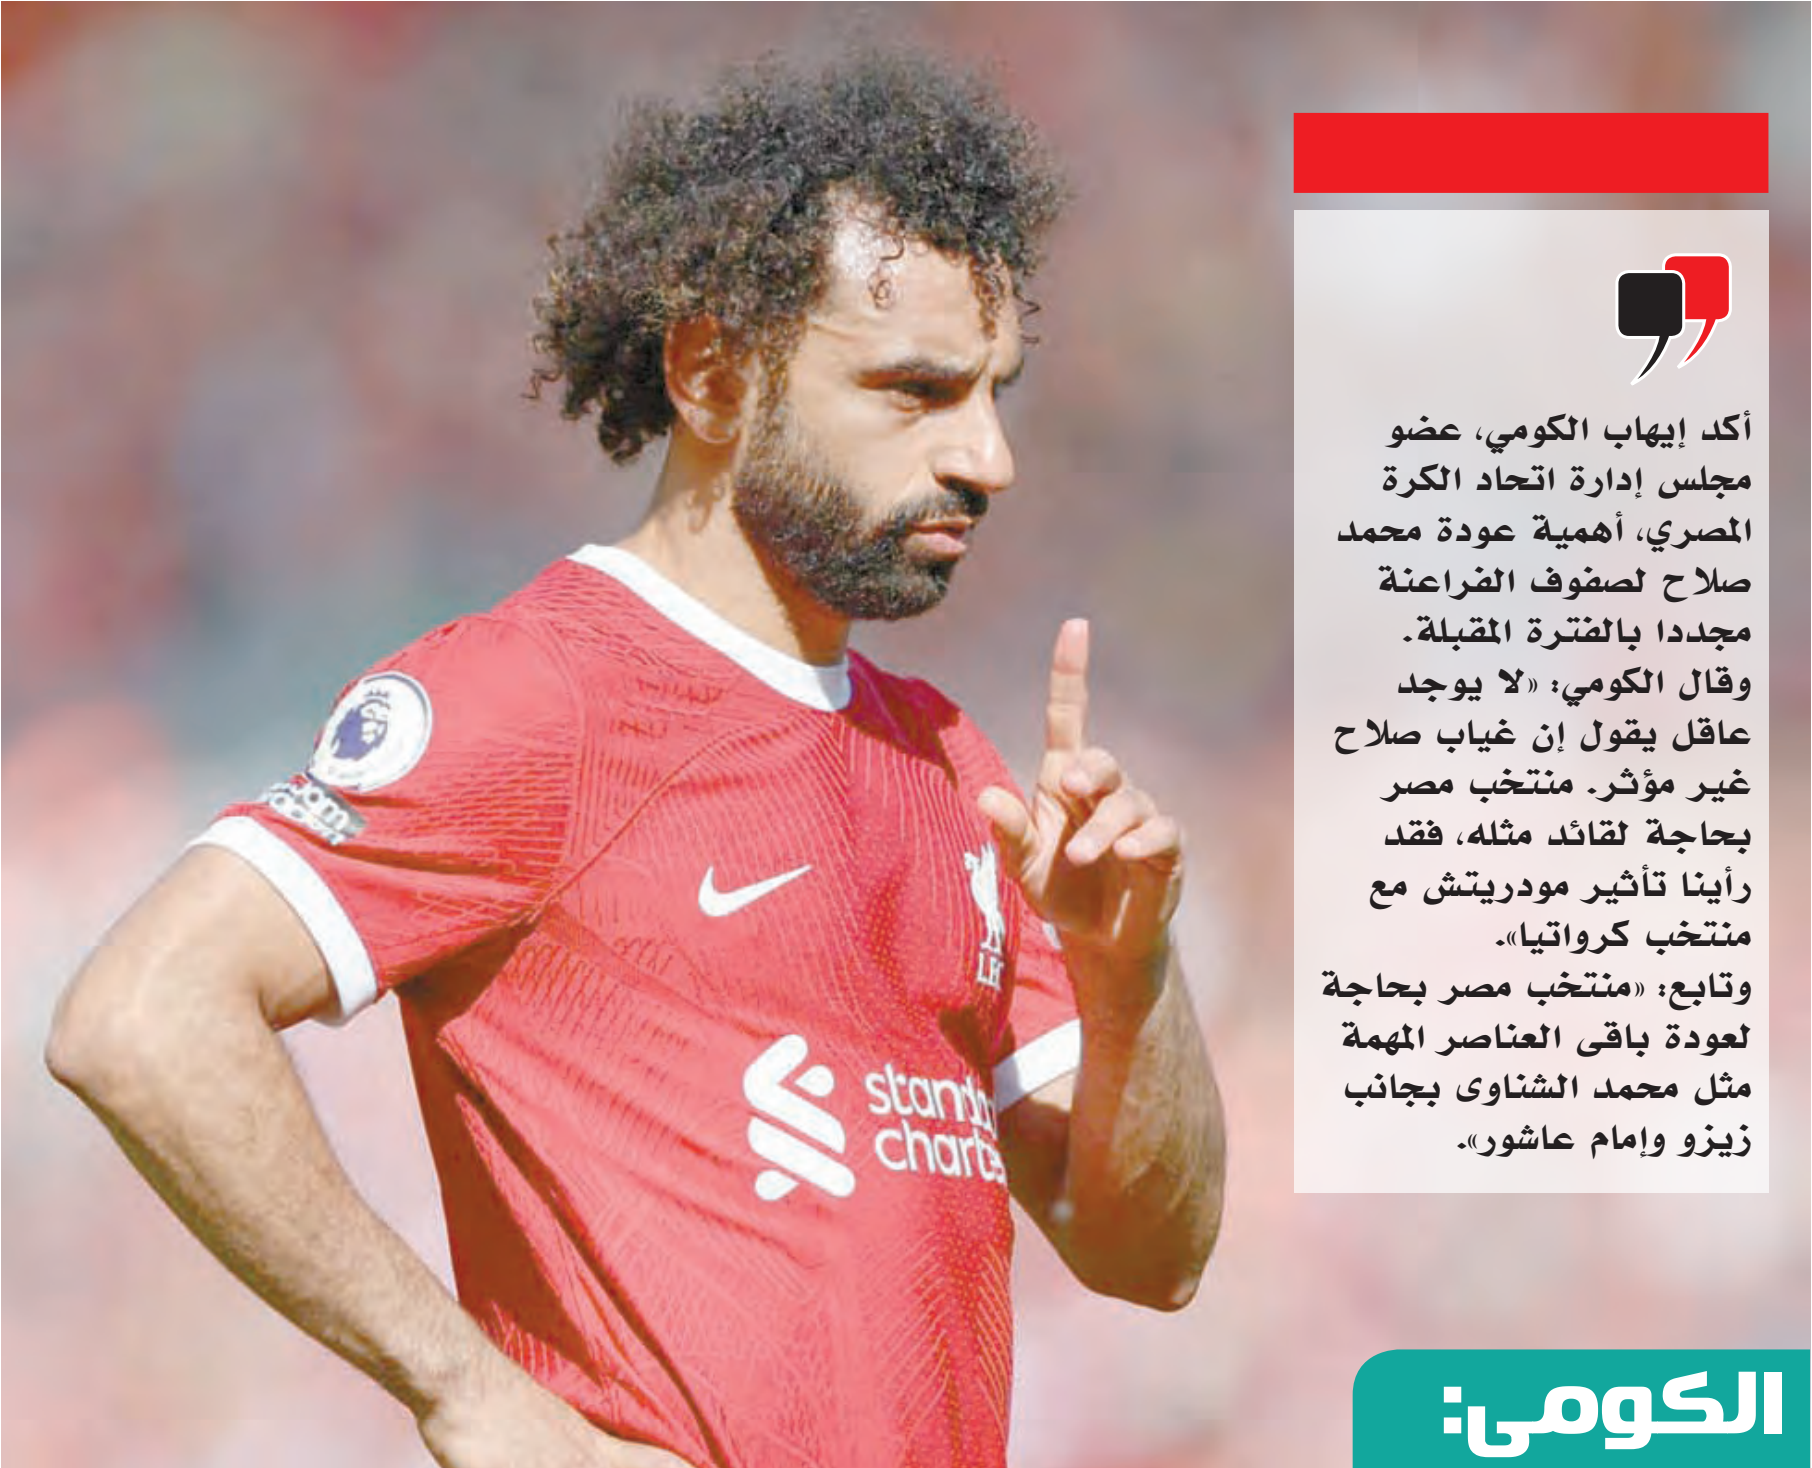 أكد إيهاب الكومي، عضو
مجلس إدارة اتحاد الكرة
المصري، أهمية عودة محمد
صلاح لصفوف الفراعنة
مجددا بالفترة المقبلة.
وقال الكومي: «لا يوجد
عاقل يقول إن غياب صلاح
غير مؤثر. منتخب مصر
بحاجة لقائد مثله، فقد
رأينا تأثير مودريتش مع
منتخب كرواتيا».
وتابع: «منتخب مصر بحاجة
لعودة باقى العناصر المهمة
مثل محمد الشناوى بجانب
زيزو وإمام عاشور».
الكومى:
standa
charte